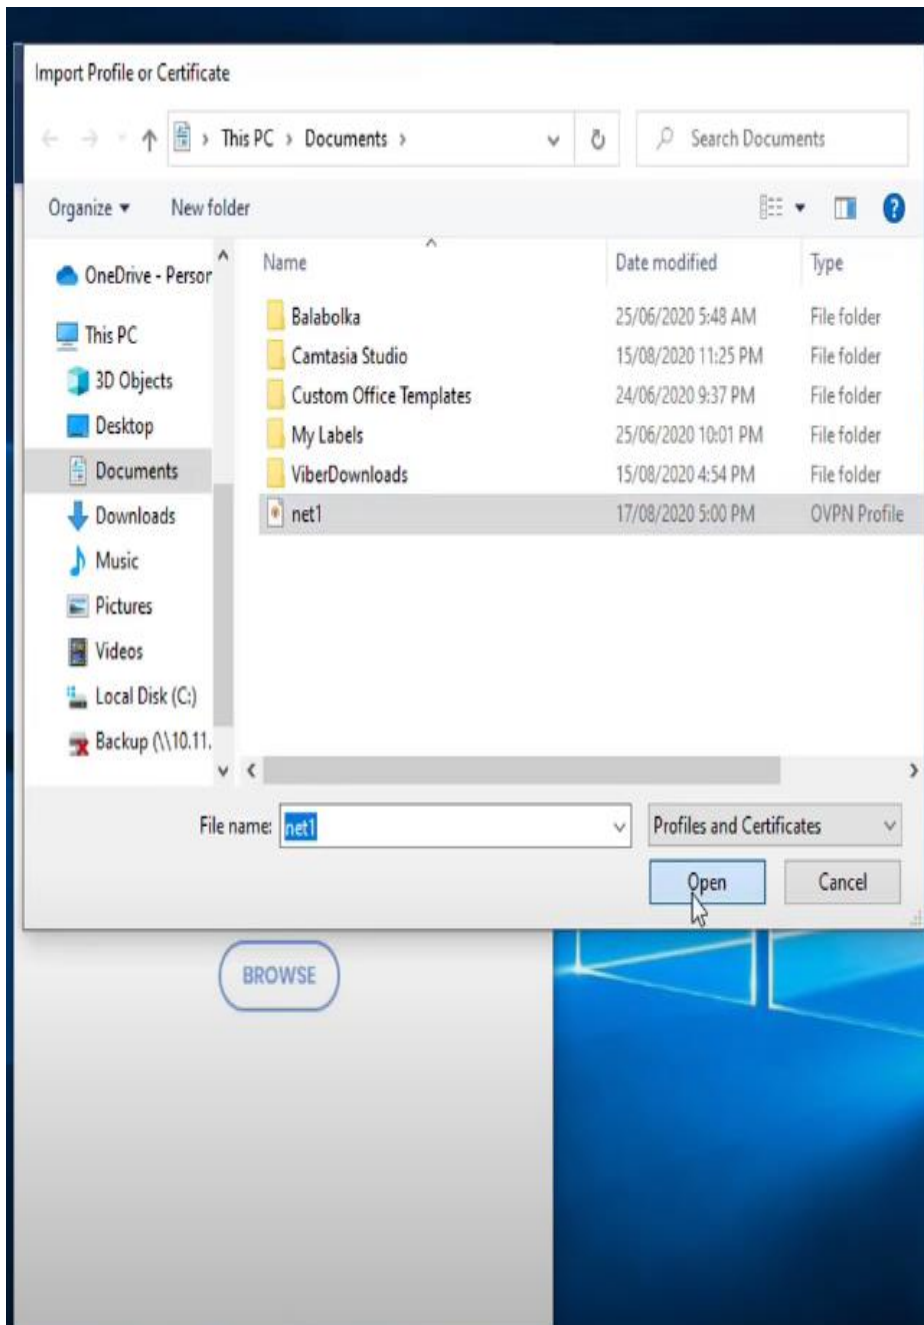 Import Profile or Certificate
This PC > Documents >
Search Documents
Organize
New folder
OneDrive - Person
This PC
3D Objects
Desktop
Documents
Downloads
Music
Pictures
Videos
Local Disk (C:)
Backup (\\10.11.
Name Date modified Type
Balabolka 25/06/2020 5:48 AM File folder
Camtasia Studio 15/08/2020 11:25 PM File folder
Custom Office Templates 24/06/2020 9:37 PM File folder
My Labels 25/06/2020 10:01 PM File folder
ViberDownloads 15/08/2020 4:54 PM File folder
net1 17/08/2020 5:00 PM OVPN Profile
File name: net1
Profiles and Certificates
Open
Cancel
BROWSE